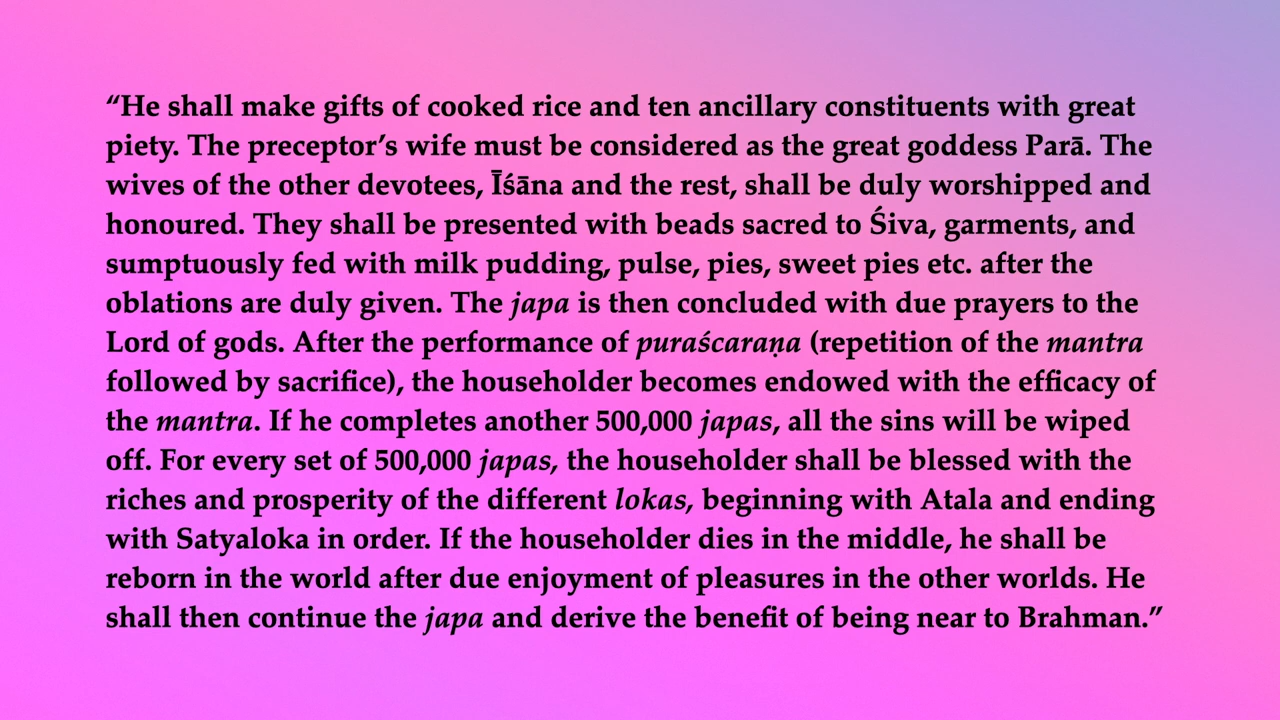 “He shall make gifts of cooked rice and ten ancillary constituents with great
piety. The preceptor’s wife must be considered as the great goddess Parā. The
wives of the other devotees, Īśāna and the rest, shall be duly worshipped and
honoured. They shall be presented with beads sacred to Śiva, garments, and
sumptuously fed with milk pudding, pulse, pies, sweet pies etc. after the
oblations are duly given. The japa is then concluded with due prayers to the
Lord of gods. After the performance of puraścaraṇa (repetition of the mantra
followed by sacrifice), the householder becomes endowed with the efficacy of
the mantra. If he completes another 500,000 japas, all the sins will be wiped
off. For every set of 500,000 japas, the householder shall be blessed with the
riches and prosperity of the different lokas, beginning with Atala and ending
with Satyaloka in order. If the householder dies in the middle, he shall be
reborn in the world after due enjoyment of pleasures in the other worlds. He
shall then continue the japa and derive the benefit of being near to Brahman.”